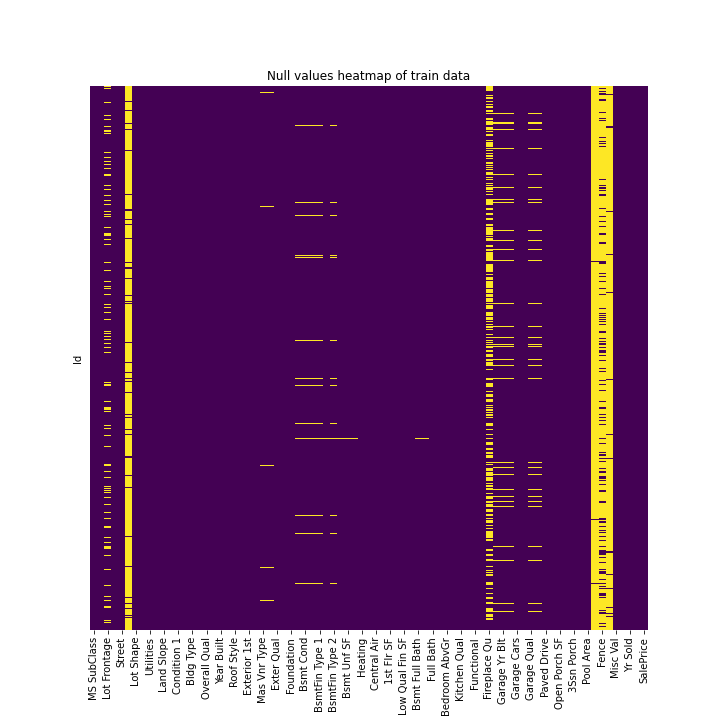 Null values heatmap of train data
Id
MS SubClass
Lot Frontage
Street
Lot Shape
Utilities
Land Slope
Condition 1
Bldg Type
Overall Qual
Year Built
Roof Style
Exterior 1st
Mas Vnr Type
Exter Qual
Foundation
Bsmt Cond
BsmtFin Type 1
BsmtFin Type 2
Bsmt Unf SF
Heating
Central Air
1st Flr SF
Low Qual Fin SF
Bsmt Full Bath
Full Bath
Bedroom AbvGr
Kitchen Qual
Functional
Fireplace Qu
Garage Yr Blt
Garage Cars
Garage Qual
Paved Drive
Open Porch SF
3Ssn Porch
Pool Area
Fence
Misc Val
Yr Sold
SalePrice